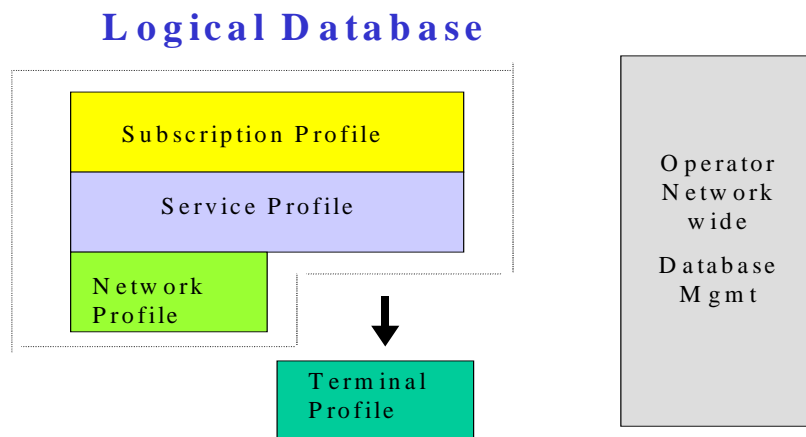 Logical Database
Subscription Profile
Service Profile
Network
Profile
Terminal
Profile
Operator
Network
wide
Database
Mgmt